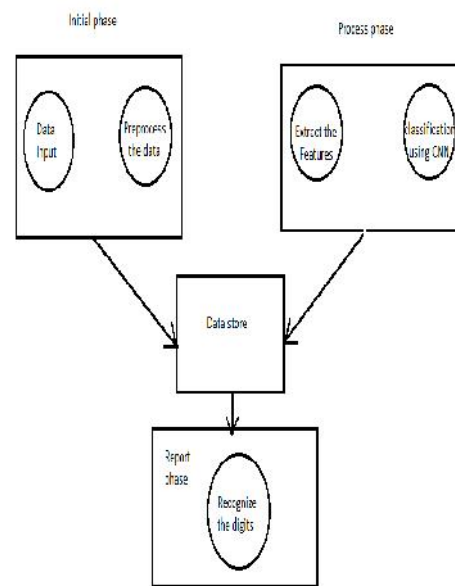 Initial phase
Process phase
Data
Input
Preprocess
the data
Extract the
Features
classification
using CNN
Data store
Report
phase
Recognize
the digits